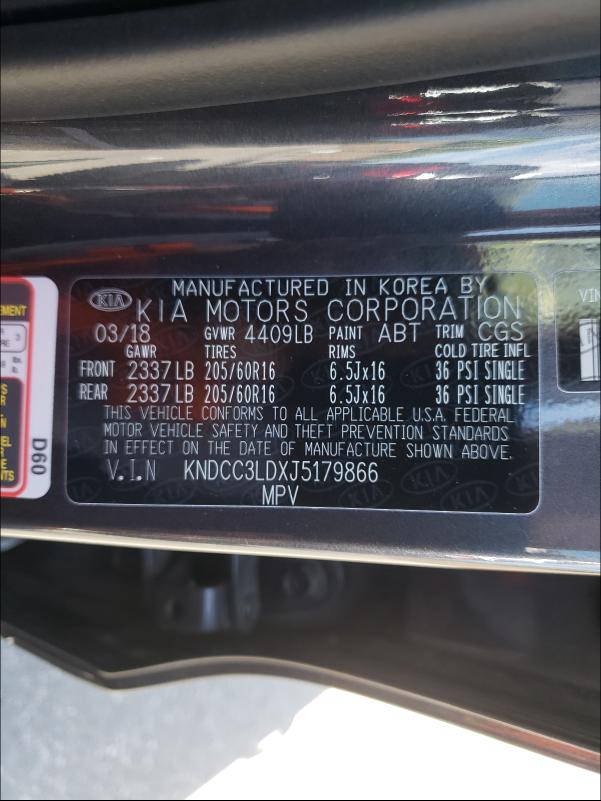 MANUFACTURED IN KOREA BY
KIA KIA MOTORS CORPORATION
03/18 GVWR 4409LB PAINT ABT TRIM CGS
GAWR TIRES RIMS COLD TIRE INFL
FRONT 2337LB 205/60R16 6.5Jx16 36 PSI SINGLE
REAR 2337LB 205/60R16 6.5Jx16 36 PSI SINGLE
THIS VEHICLE CONFORMS TO ALL APPLICABLE U.S.A. FEDERAL
MOTOR VEHICLE SAFETY AND THEFT PREVENTION STANDARDS
IN EFFECT ON THE DATE OF MANUFACTURE SHOWN ABOVE.
V.I.N KNDCC3LDXJ5179866
MPV
D60
VIN